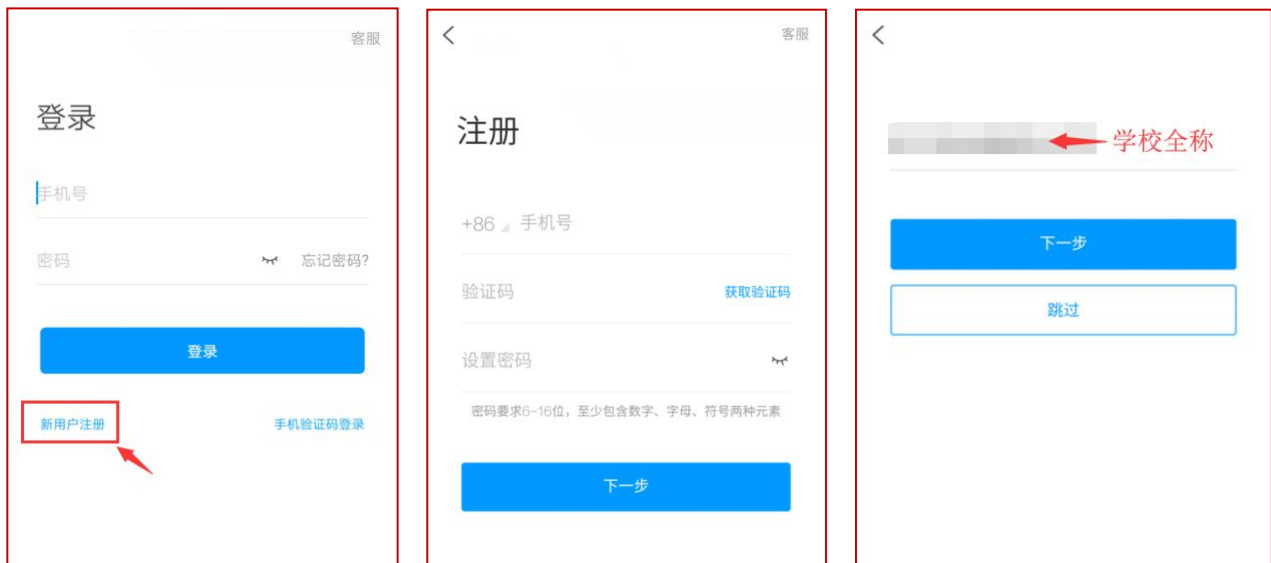 客服
登录
手机号
密码 忘记密码?
登录
新用户注册 手机验证码登录
客服
注册
+86 手机号
验证码 获取验证码
设置密码
密码要求6-16位，至少包含数字、字母、符号两种元素
下一步
学校全称
下一步
跳过